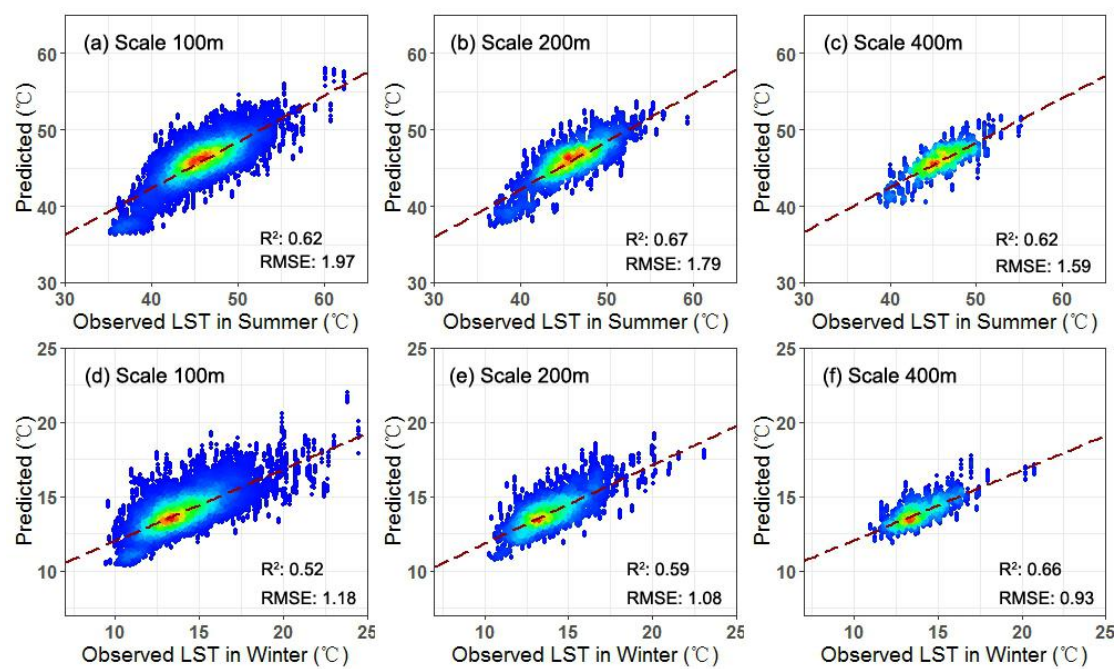 (a) Scale 100m
(b) Scale 200m
(c) Scale 400m
60
50
40
30
Predicted (℃)
R²: 0.62
RMSE: 1.97
30 40 50 60
Observed LST in Summer (℃)
60
50
40
30
Predicted (℃)
R²: 0.67
RMSE: 1.79
30 40 50 60
Observed LST in Summer (℃)
60
50
40
30
Predicted (℃)
R²: 0.62
RMSE: 1.59
30 40 50 60
Observed LST in Summer (℃)
(d) Scale 100m
(e) Scale 200m
(f) Scale 400m
25
20
15
10
Predicted (℃)
R²: 0.52
RMSE: 1.18
10 15 20 25
Observed LST in Winter (℃)
25
20
15
10
Predicted (℃)
R²: 0.59
RMSE: 1.08
10 15 20 25
Observed LST in Winter (℃)
25
20
15
10
Predicted (℃)
R²: 0.66
RMSE: 0.93
10 15 20 25
Observed LST in Winter (℃)